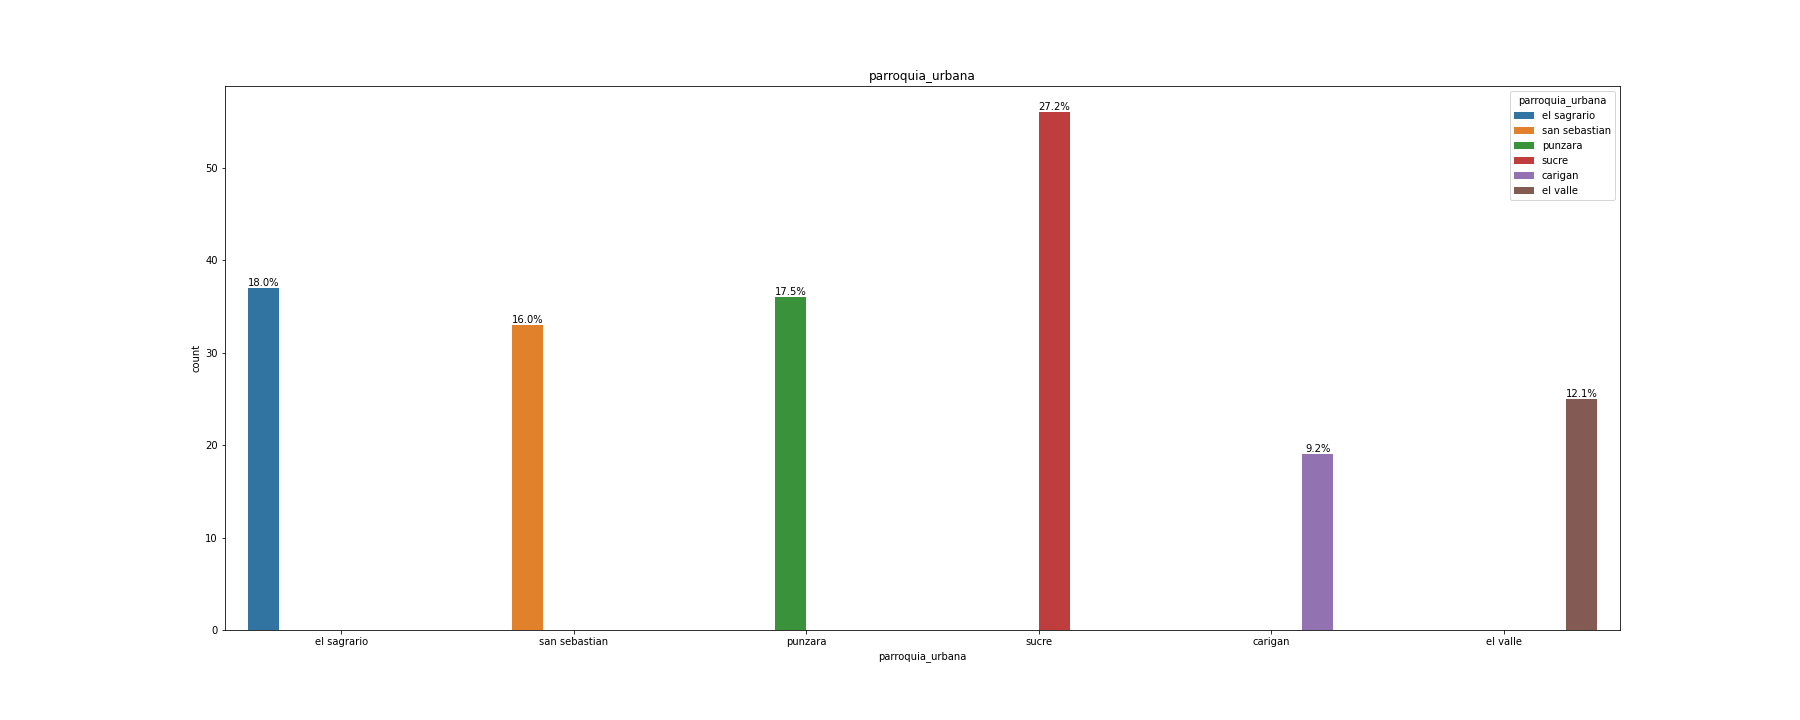 parroquia_urbana
27.2%
18.0%
17.5%
16.0%
12.1%
9.2%
parroquia_urbana
el sagrario
san sebastian
punzara
sucre
carigan
el valle
50
40
30
20
10
0
count
el sagrario
san sebastian
punzara
sucre
carigan
el valle
parroquia_urbana